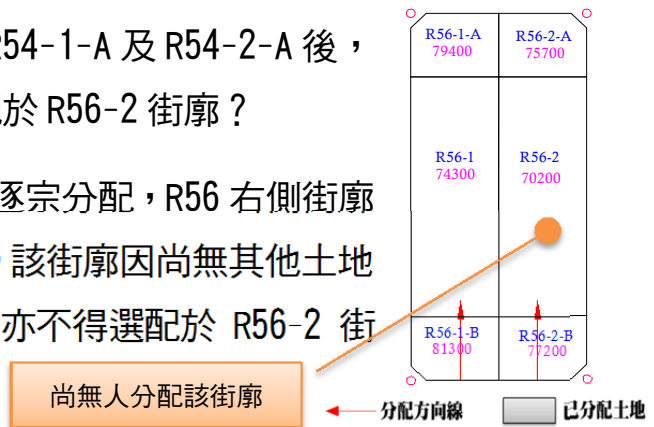 R54-1-A 及 R54-2-A 後，
於 R56-2 街廓？
逐宗分配，R56 右側街廓
該街廓因尚無其他土地
亦不得選配於 R56-2 街
尚無人分配該街廓
R56-1-A
79400
R56-2-A
75700
R56-1
74300
R56-2
70200
R56-1-B
81300
R56-2-B
77200
分配方向線
已分配土地